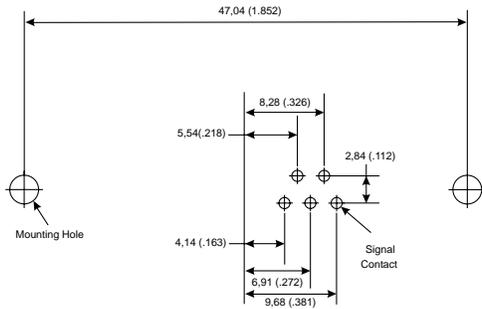 47,04 (1.852)
8,28 (.326)
5,54(.218)
2,84 (.112)
Mounting Hole
4,14 (.163)
Signal
Contact
6,91 (.272)
9,68 (.381)